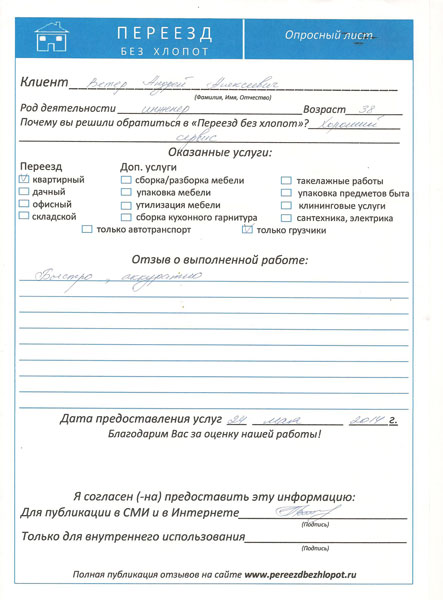 ПЕРЕЕЗД
БЕЗ ХЛОПОТ
Опросный лист
Клиент Ветер Андрей Алексеевич
(Фамилия, Имя, Отчество)
Род деятельности инженер Возраст 38
Почему вы решили обратиться в «Переезд без хлопот»? Хороший
сервис
Оказанные услуги:
Переезд Доп. услуги
квартирный сборка/разборка мебели такелажные работы
дачный упаковка мебели упаковка предметов быта
офисный утилизация мебели клининговые услуги
складской сборка кухонного гарнитура сантехника, электрика
только автотранспорт только грузчики
Отзыв о выполненной работе:
Быстро, аккуратно
Дата предоставления услуг 24 мая 2014 г.
Благодарим Вас за оценку нашей работы!
Я согласен (-на) предоставить эту информацию:
Для публикации в СМИ и в Интернете
(Подпись)
Только для внутреннего использования
(Подпись)
Полная публикация отзывов на сайте www.pereezdbezhlopot.ru